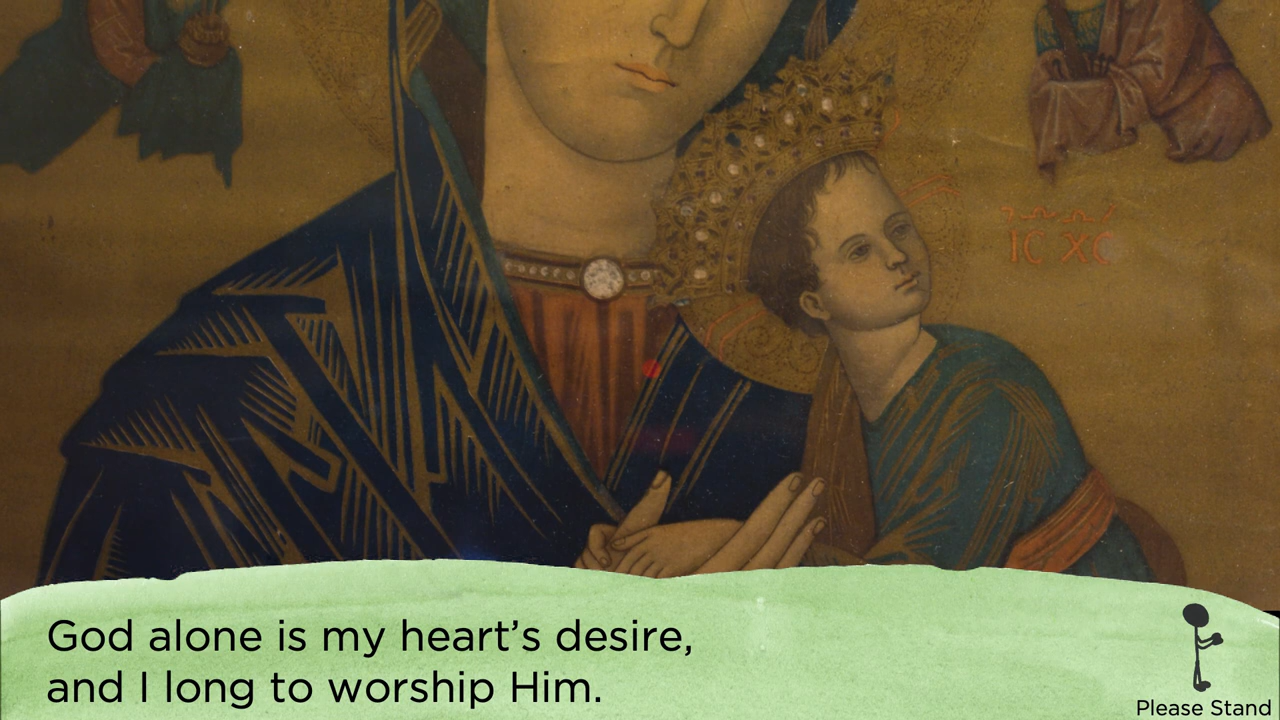 IC XC
God alone is my heart’s desire,
and I long to worship Him.
Please Stand